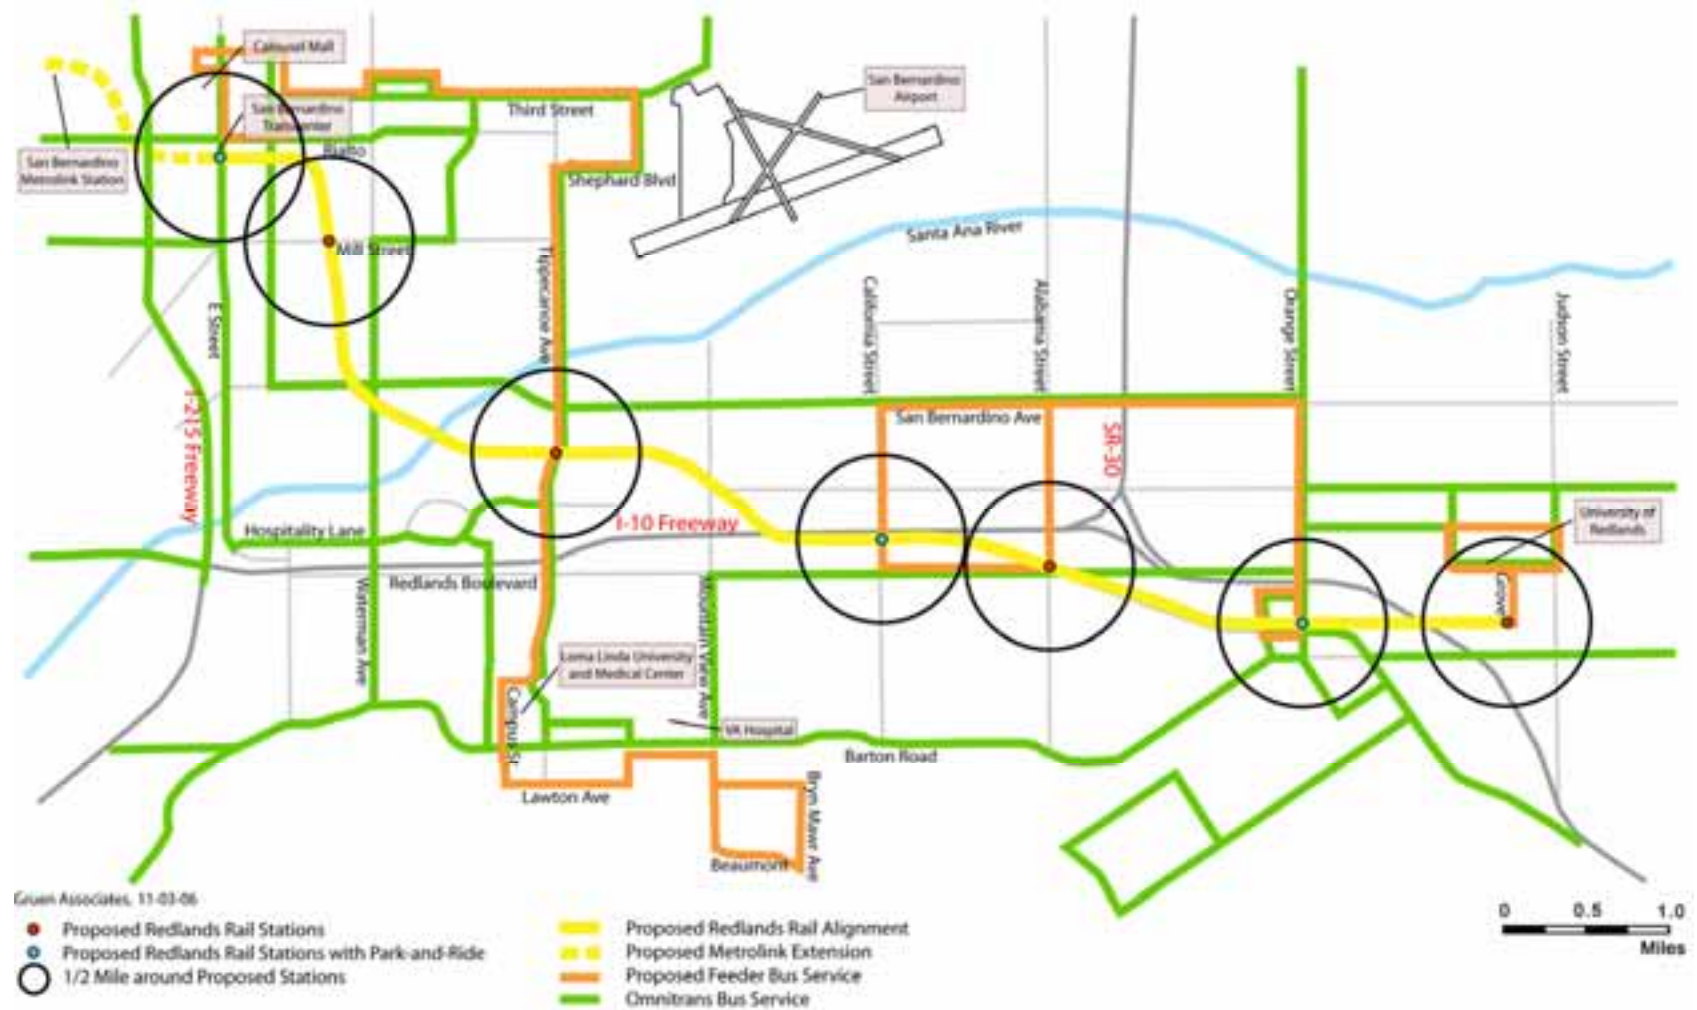 Carousel Mall
San Bernardino
Airport
San Bernardino
Transcenter
Third Street
Rialto
San Bernardino
Metrolink Station
Shephard Blvd
Mill Street
Santa Ana River
Tippecanoe Ave
E Street
California Street
Alabama Street
Orange Street
Judson Street
I-215 Freeway
San Bernardino Ave
SR-30
Hospitality Lane
I-10 Freeway
University of
Redlands
Redlands Boulevard
Waterman Ave
Mountain View Ave
Grove
Loma Linda University
and Medical Center
Campus St
VA Hospital
Barton Road
Lawton Ave
Bryn Mawr Ave
Beaumont
Gruen Associates, 11-03-06
Proposed Redlands Rail Stations
Proposed Redlands Rail Stations with Park-and-Ride
1/2 Mile around Proposed Stations
Proposed Redlands Rail Alignment
Proposed Metrolink Extension
Proposed Feeder Bus Service
Omnitrans Bus Service
0 0.5 1.0
Miles